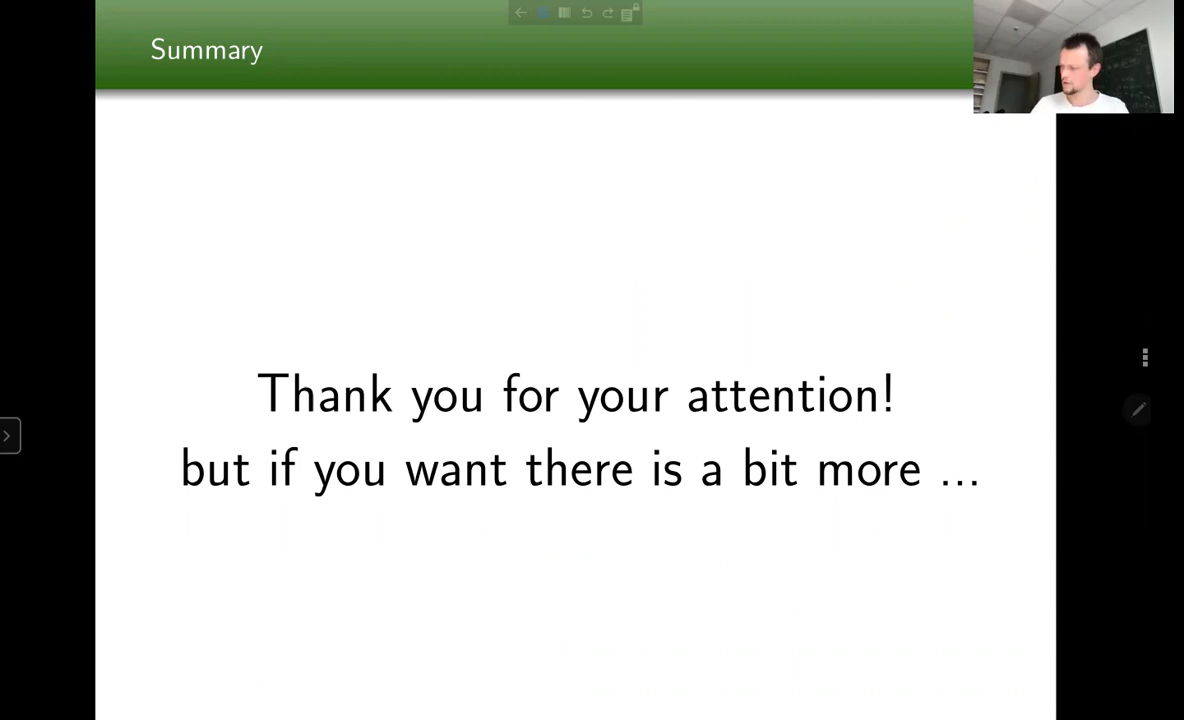 Summary
Thank you for your attention!
but if you want there is a bit more ...